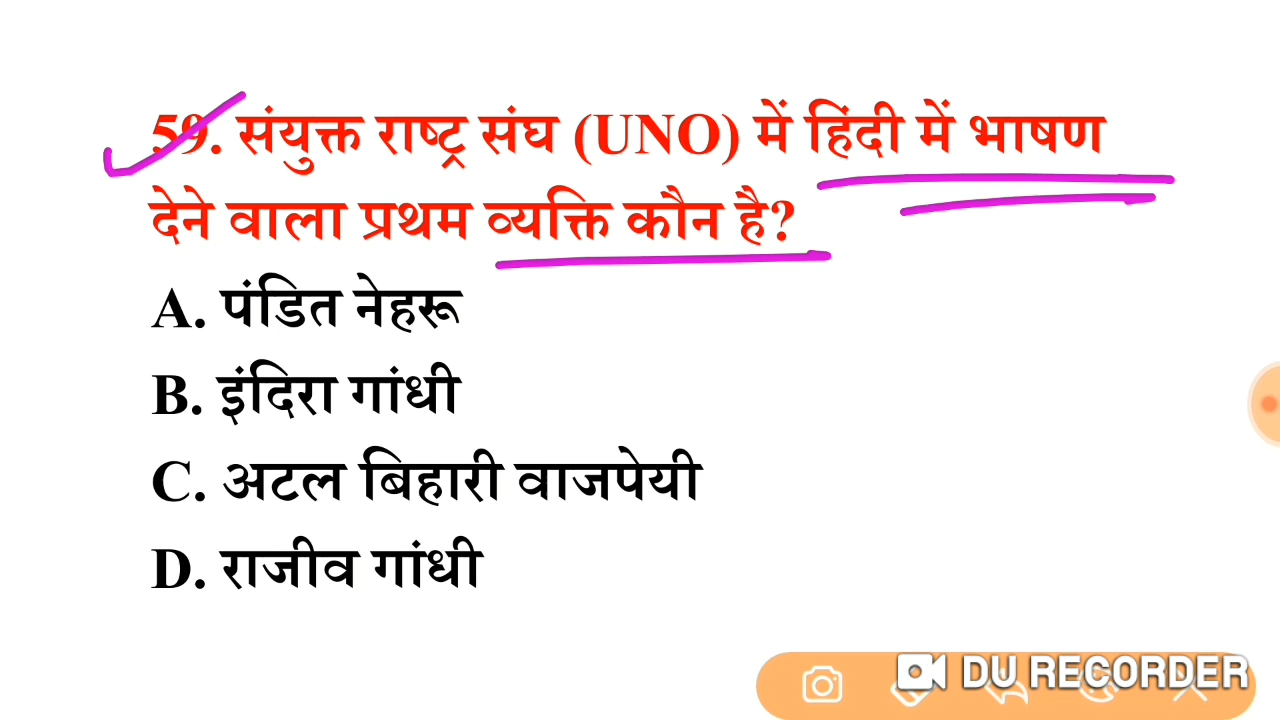 59. संयुक्त राष्ट्र संघ (UNO) में हिंदी में भाषण
देने वाला प्रथम व्यक्ति कौन है?
A. पंडित नेहरू
B. इंदिरा गांधी
C. अटल बिहारी वाजपेयी
D. राजीव गांधी
DU RECORDER